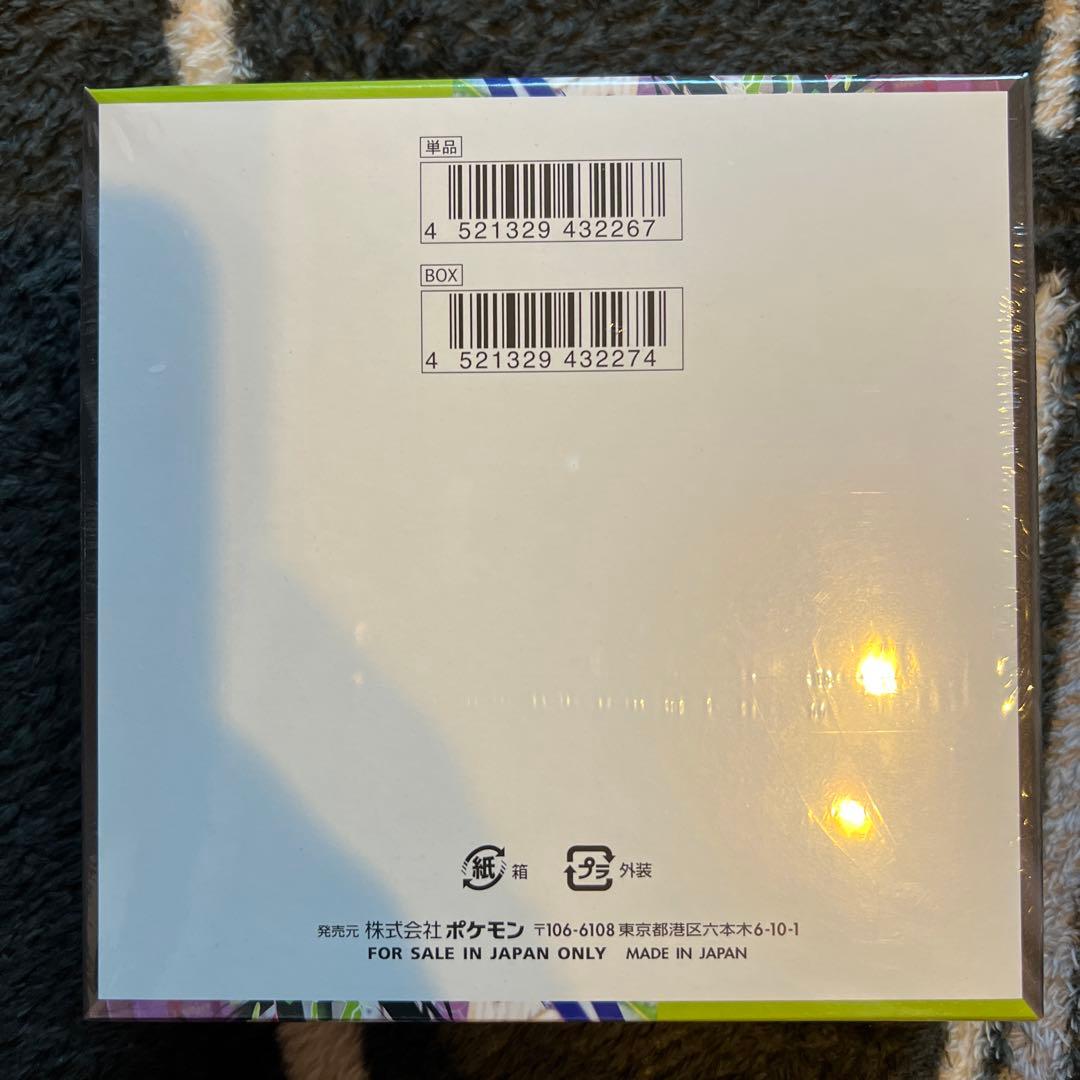 単品
4 521329 432267
BOX
4 521329 432274
紙 箱 プラ 外装
発売元 株式会社ポケモン 〒106-6108 東京都港区六本木6-10-1
FOR SALE IN JAPAN ONLY MADE IN JAPAN